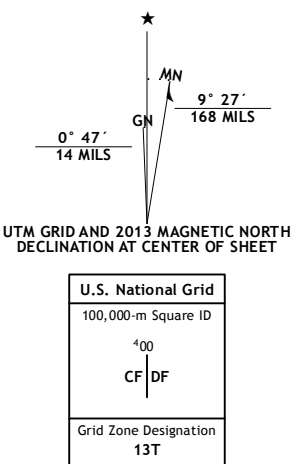 ★
MN
GN
9° 27´
168 MILS
0° 47´
14 MILS
UTM GRID AND 2013 MAGNETIC NORTH
DECLINATION AT CENTER OF SHEET
U.S. National Grid
100,000-m Square ID
⁴00
CF DF
Grid Zone Designation
13T